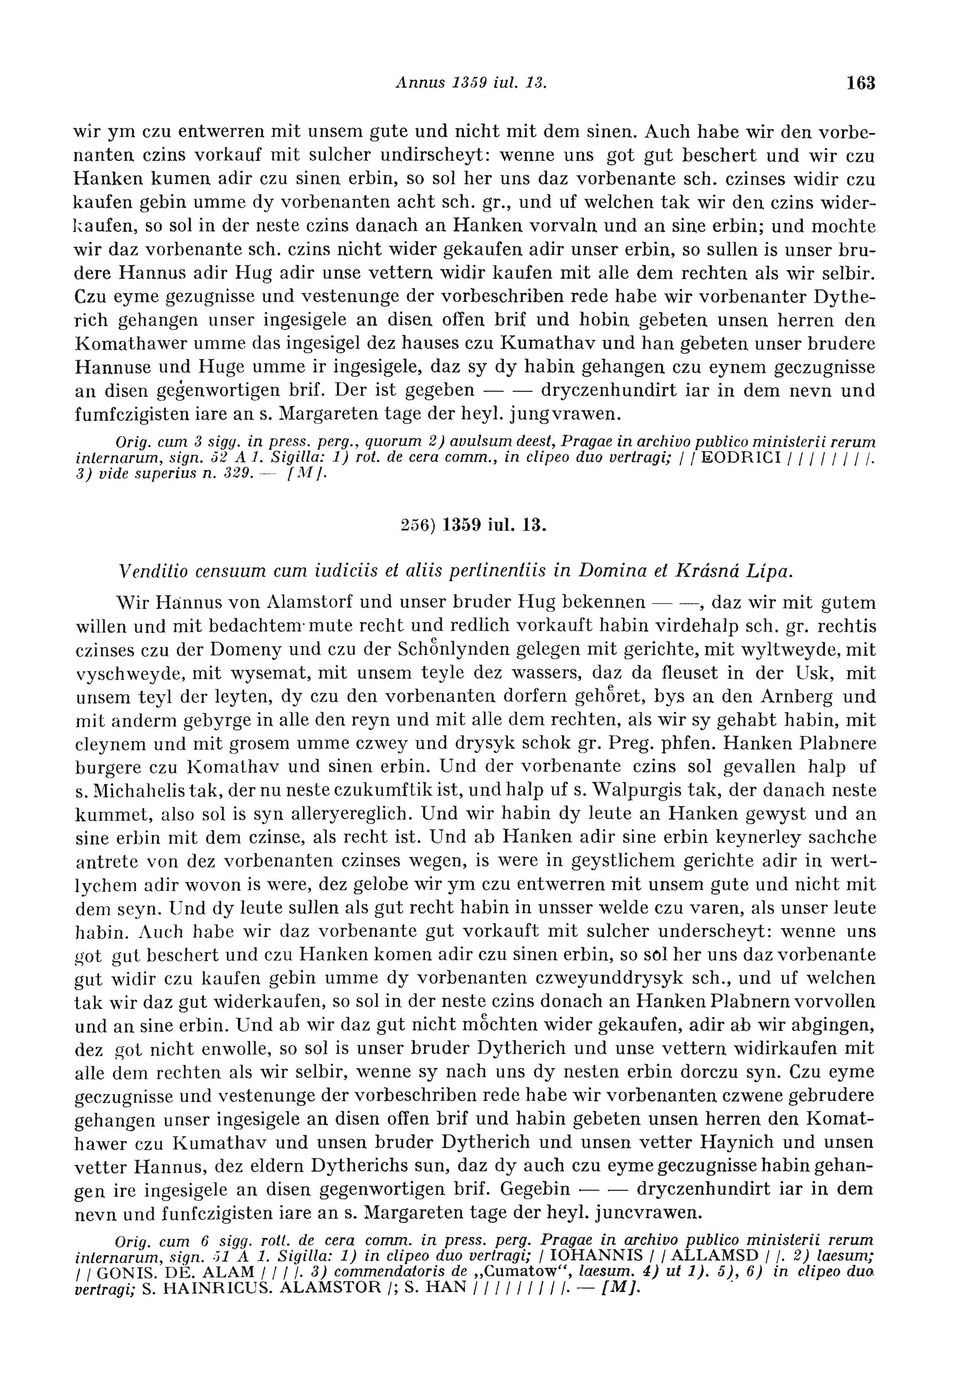 Annus 1359 iul. 13. 163
wir ym czu entwerren mit unsem gute und nicht mit dem sinen. Auch habe wir den vorbe-
nanten czins vorkauf mit sulcher undirscheyt: wenne uns got gut beschert und wir czu
Hanken kumen adir czu sinen erbin, so sol her uns daz vorbenante sch. czinses widir czu
kaufen gebin umme dy vorbenanten acht sch. gr., und uf welchen tak wir den czins wider-
kaufen, so sol in der neste czins danach an Hanken vorvaln und an sine erbin; und mochte
wir daz vorbenante sch. czins nicht wider gekaufen adir unser erbin, so sullen is unser bru-
dere Hannus adir Hug adir unse vettern widir kaufen mit alle dem rechten als wir selbir.
Czu eyme gezugnisse und vestenunge der vorbeschriben rede habe wir vorbenanter Dythe-
rich gehangen unser ingesigele an disen offen brif und hobin gebeten unsen herren den
Komathawer umme das ingesigel dez hauses czu Kumathav und han gebeten unser brudere
Hannuse und Huge umme ir ingesigele, daz sy dy habin gehangen czu eynem geczugnisse
an disen gegenwortigen brif. Der ist gegeben — — dryczenhundirt iar in dem nevn und
fumfczigisten iare an s. Margareten tage der heyl. jungvrawen.
Orig. cum 3 sigg. in press. perg., quorum 2) avulsum deest, Pragae in archivo publico ministerii rerum
internarum, sign. 52 A 1. Sigilla: 1) rot. de cera comm., in clipeo duo vertragi; / / EODRICI / / / / / / / /.
3) vide superius n. 329. — [M].
256) 1359 iul. 13.
Venditio censuum cum iudiciis et aliis pertinentiis in Domina et Krásná Lípa.
Wir Hannus von Alamstorf und unser bruder Hug bekennen — —, daz wir mit gutem
willen und mit bedachtem mute recht und redlich vorkauft habin virdehalp sch. gr. rechtis
czinses czu der Domeny und czu der Schoͤnlynden gelegen mit gerichte, mit wyltweyde, mit
vyschweyde, mit wysemat, mit unsem teyle dez wassers, daz da fleuset in der Usk, mit
unsem teyl der leyten, dy czu den vorbenanten dorfern gehoͤret, bys an den Arnberg und
mit anderm gebyrge in alle den reyn und mit alle dem rechten, als wir sy gehabt habin, mit
cleynem und mit grosem umme czwey und drysyk schok gr. Preg. phfen. Hanken Plabnere
burgere czu Komathav und sinen erbin. Und der vorbenante czins sol gevallen halp uf
s. Michahelis tak, der nu neste czukumftik ist, und halp uf s. Walpurgis tak, der danach neste
kummet, also sol is syn alleryereglich. Und wir habin dy leute an Hanken gewyst und an
sine erbin mit dem czinse, als recht ist. Und ab Hanken adir sine erbin keynerley sachche
antrete von dez vorbenanten czinses wegen, is were in geystlichem gerichte adir in wert-
lychem adir wovon is were, dez gelobe wir ym czu entwerren mit unsem gute und nicht mit
dem seyn. Und dy leute sullen als gut recht habin in unsser welde czu varen, als unser leute
habin. Auch habe wir daz vorbenante gut vorkauft mit sulcher underscheyt: wenne uns
got gut beschert und czu Hanken komen adir czu sinen erbin, so sol her uns daz vorbenante
gut widir czu kaufen gebin umme dy vorbenanten czweyunddrysyk sch., und uf welchen
tak wir daz gut widerkaufen, so sol in der neste czins donach an Hanken Plabnern vorvollen
und an sine erbin. Und ab wir daz gut nicht moͤchten wider gekaufen, adir ab wir abgingen,
dez got nicht enwolle, so sol is unser bruder Dytherich und unse vettern widirkaufen mit
alle dem rechten als wir selbir, wenne sy nach uns dy nesten erbin dorczu syn. Czu eyme
geczugnisse und vestenunge der vorbeschriben rede habe wir vorbenanten czwene gebrudere
gehangen unser ingesigele an disen offen brif und habin gebeten unsen herren den Komat-
hawer czu Kumathav und unsen bruder Dytherich und unsen vetter Haynich und unsen
vetter Hannus, dez eldern Dytherichs sun, daz dy auch czu eyme geczugnisse habin gehan-
gen ire ingesigele an disen gegenwortigen brif. Gegebin — — dryczenhundirt iar in dem
nevn und funfczigisten iare an s. Margareten tage der heyl. juncvrawen.
Orig. cum 6 sigg. rott. de cera comm. in press. perg. Pragae in archivo publico ministerii rerum
internarum, sign. 51 A 1. Sigilla: 1) in clipeo duo vertragi; / IOHANNIS / / ALLAMSD / /. 2) laesum;
/ / GONIS. DE. ALAM / / / /. 3) commendatoris de „Cumatow“, laesum. 4) ut 1). 5), 6) in clipeo duo
vertragi; S. HAINRICUS. ALAMSTOR /; S. HAN / / / / / / / / /. — [M].